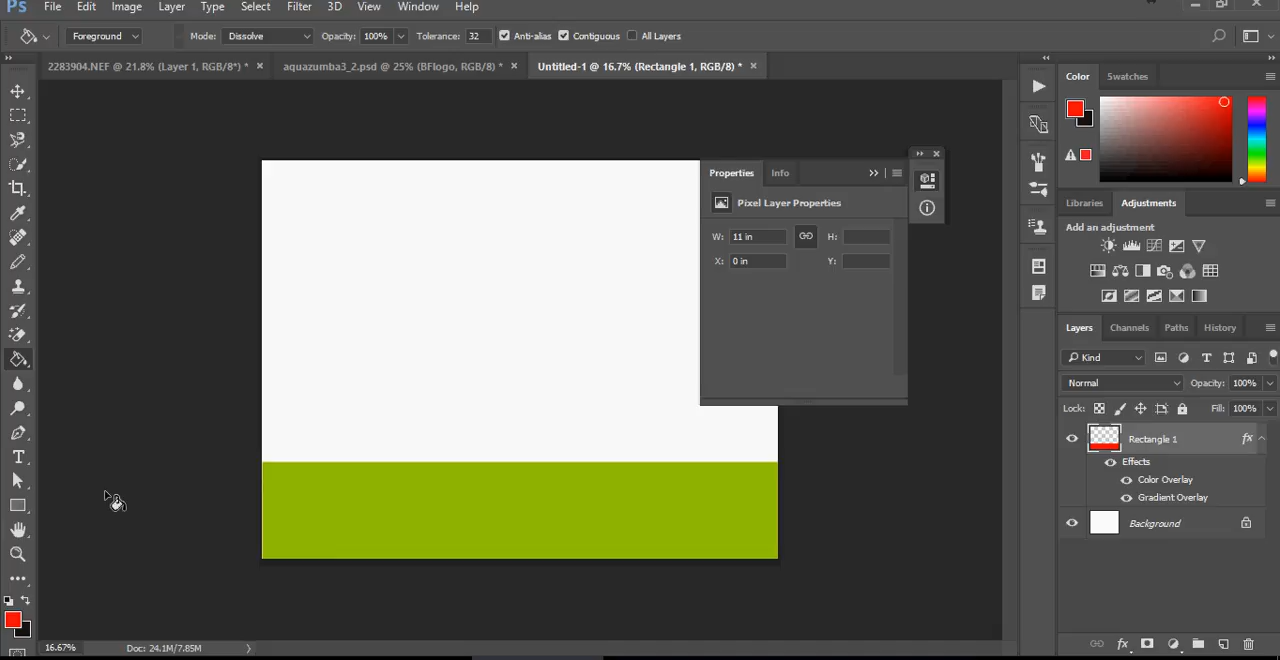 Ps File Edit Image Layer Type Select Filter 3D View Window Help
Foreground Mode: Dissolve Opacity: 100% Tolerance: 32 Anti-alias Contiguous All Layers
2283904.NEF @ 21.8% (Layer 1, RGB/8*) * × aquazumba3_2.psd @ 25% (BFlogo, RGB/8) * × Untitled-1 @ 16.7% (Rectangle 1, RGB/8) * ×
Color Swatches
Properties Info
Pixel Layer Properties
W: 11 in H:
X: 0 in Y:
Libraries Adjustments
Add an adjustment
Layers Channels Paths History
Kind
Normal Opacity: 100%
Lock: Fill: 100%
Rectangle 1 fx
Effects
Color Overlay
Gradient Overlay
Background
fx
T
16.67% Doc: 24.1M/7.85M